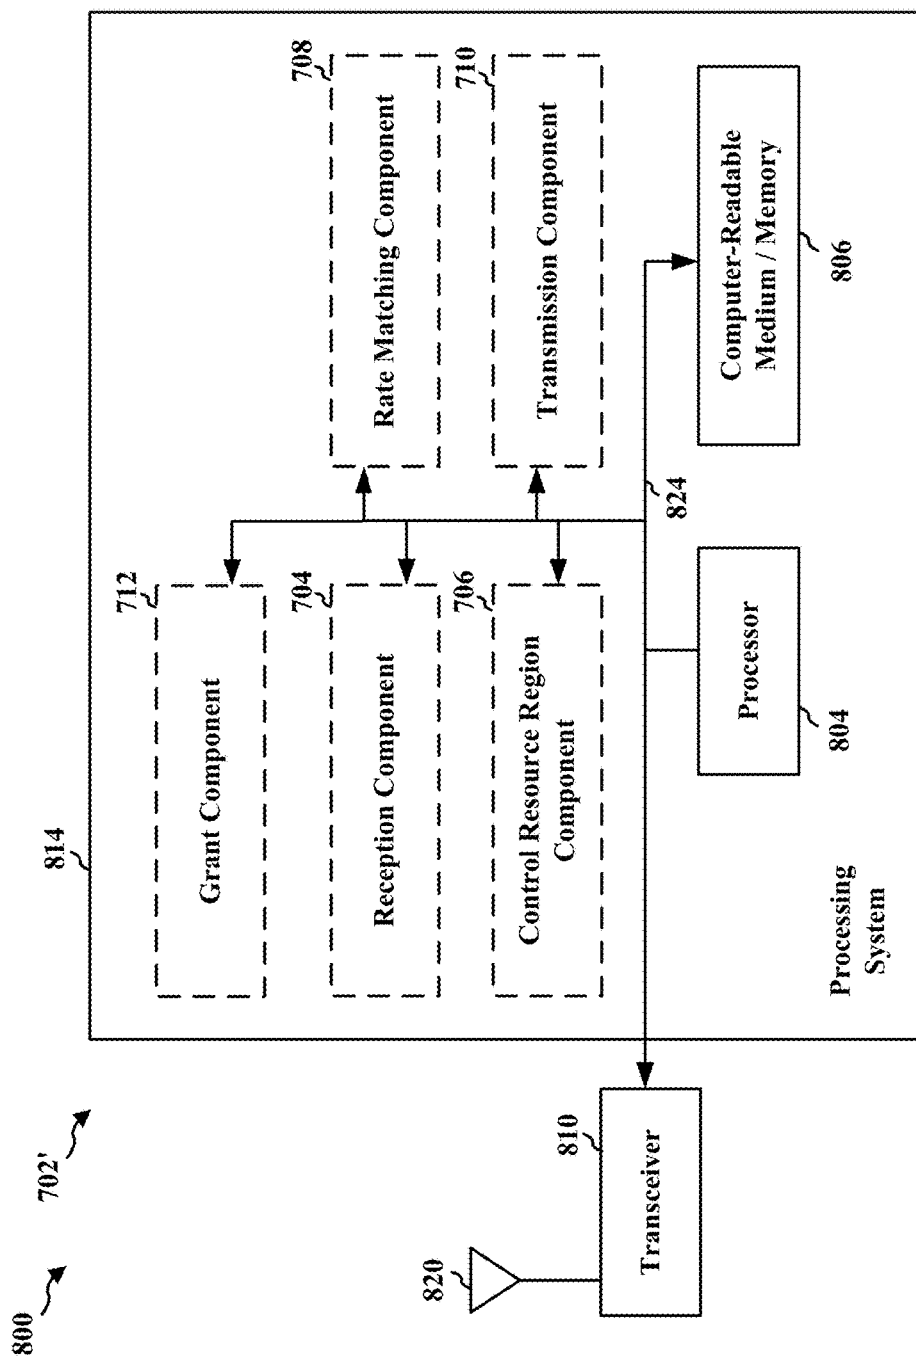 800
702'
814
712
Grant Component
704
Reception Component
706
Control Resource Region
Component
708
Rate Matching Component
710
Transmission Component
820
810
Transceiver
824
Processor
804
Computer-Readable
Medium / Memory
806
Processing
System